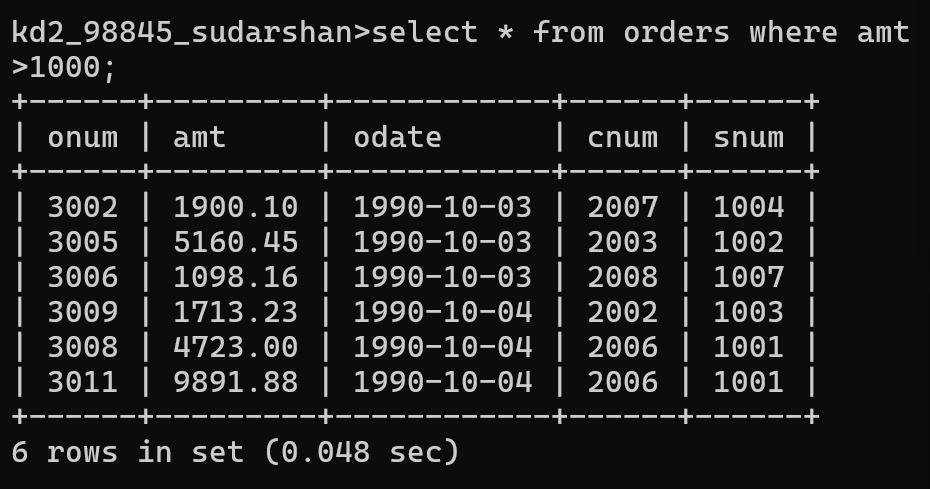 kd2_98845_sudarshan>select * from orders where amt
>1000;
+------+---------+------------+------+------+
| onum | amt     | odate      | cnum | snum |
+------+---------+------------+------+------+
| 3002 | 1900.10 | 1990-10-03 | 2007 | 1004 |
| 3005 | 5160.45 | 1990-10-03 | 2003 | 1002 |
| 3006 | 1098.16 | 1990-10-03 | 2008 | 1007 |
| 3009 | 1713.23 | 1990-10-04 | 2002 | 1003 |
| 3008 | 4723.00 | 1990-10-04 | 2006 | 1001 |
| 3011 | 9891.88 | 1990-10-04 | 2006 | 1001 |
+------+---------+------------+------+------+
6 rows in set (0.048 sec)